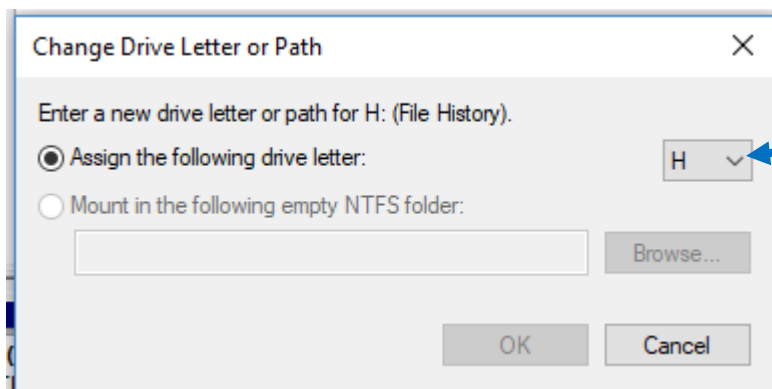 Change Drive Letter or Path
Enter a new drive letter or path for H: (File History).
Assign the following drive letter:
H
Mount in the following empty NTFS folder:
Browse...
OK
Cancel